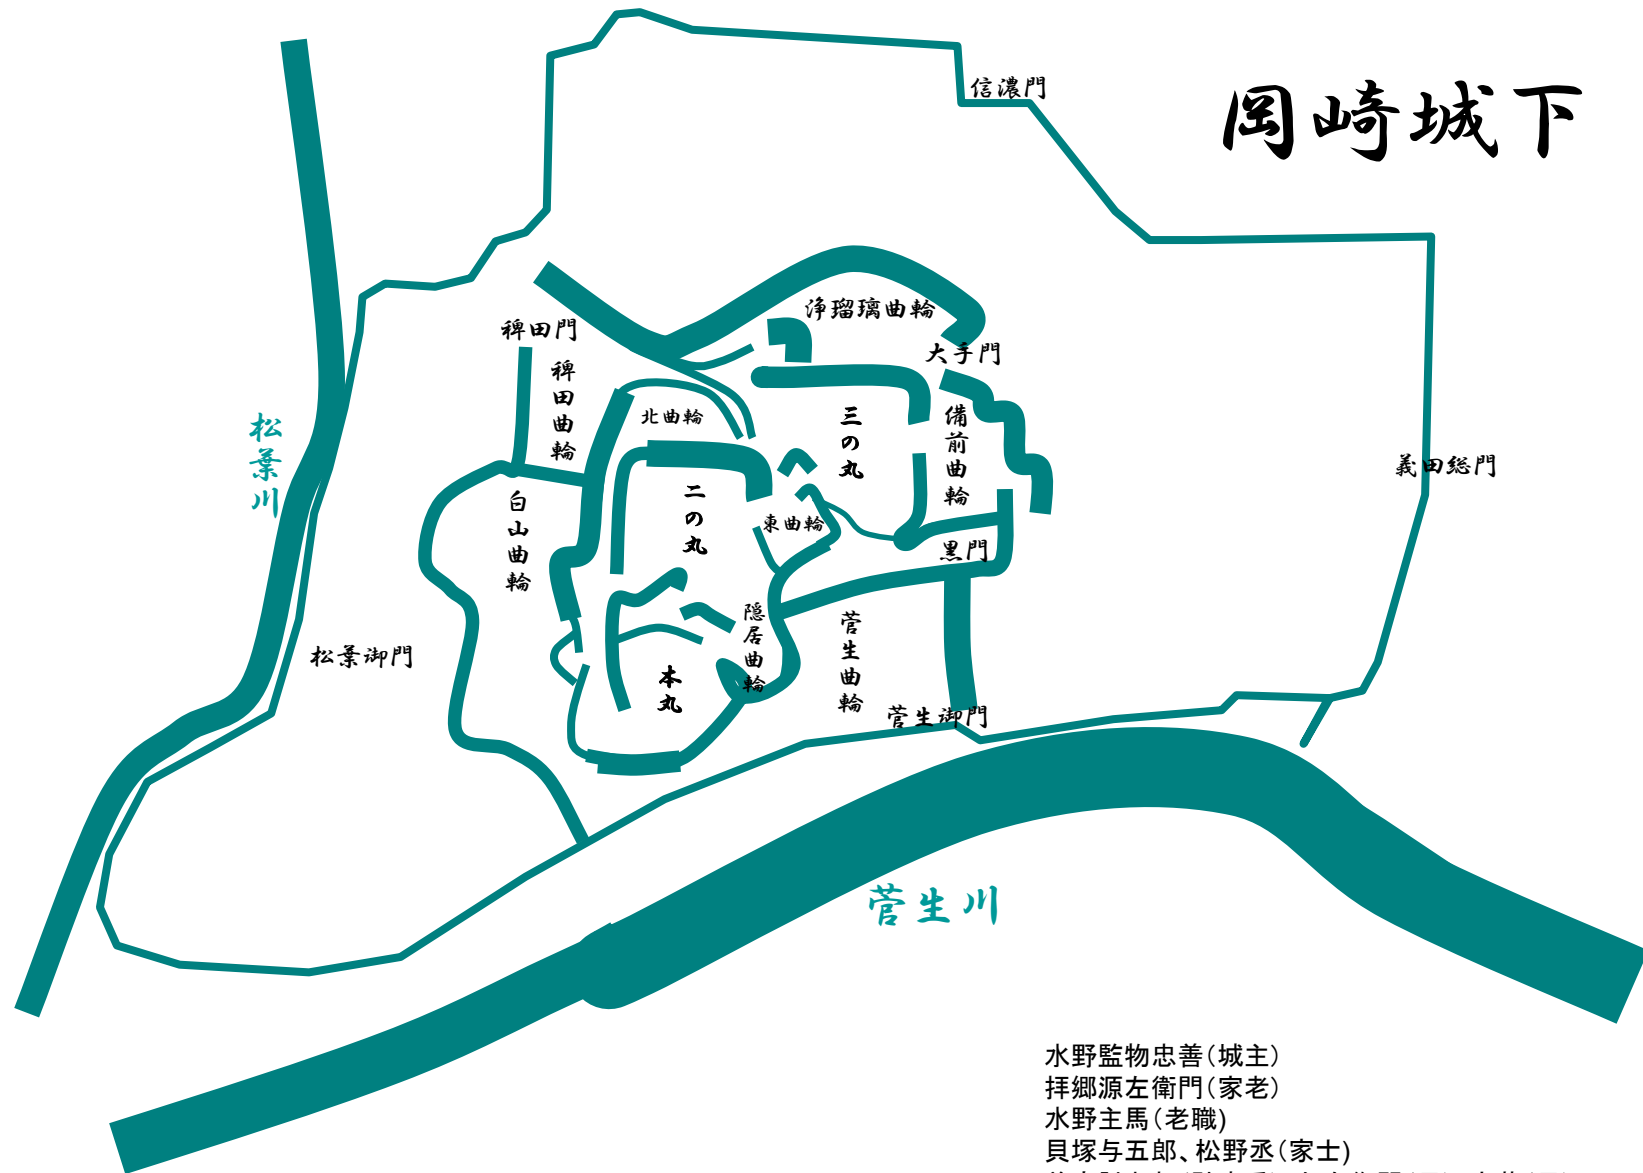 岡崎城下
信濃門
浄瑠璃曲輪
稗田門
大手門
稗田曲輪
北曲輪
三の丸
備前曲輪
松葉川
義田総門
白山曲輪
二の丸
東曲輪
黒門
隠居曲輪
菅生曲輪
松葉御門
本丸
菅生御門
菅生川
水野監物忠善（城主）
拝郷源左衛門（家老）
水野主馬（老職)
貝塚与五郎、松野丞（家士)